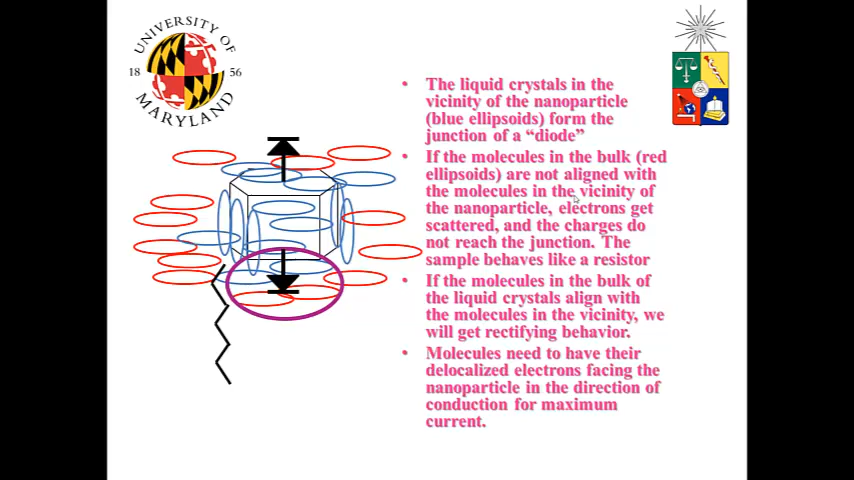 UNIVERSITY OF
18 56
MARYLAND
• The liquid crystals in the
vicinity of the nanoparticle
(blue ellipsoids) form the
junction of a “diode”
• If the molecules in the bulk (red
ellipsoids) are not aligned with
the molecules in the vicinity of
the nanoparticle, electrons get
scattered, and the charges do
not reach the junction. The
sample behaves like a resistor
• If the molecules in the bulk of
the liquid crystals align with
the molecules in the vicinity, we
will get rectifying behavior.
• Molecules need to have their
delocalized electrons facing the
nanoparticle in the direction of
conduction for maximum
current.